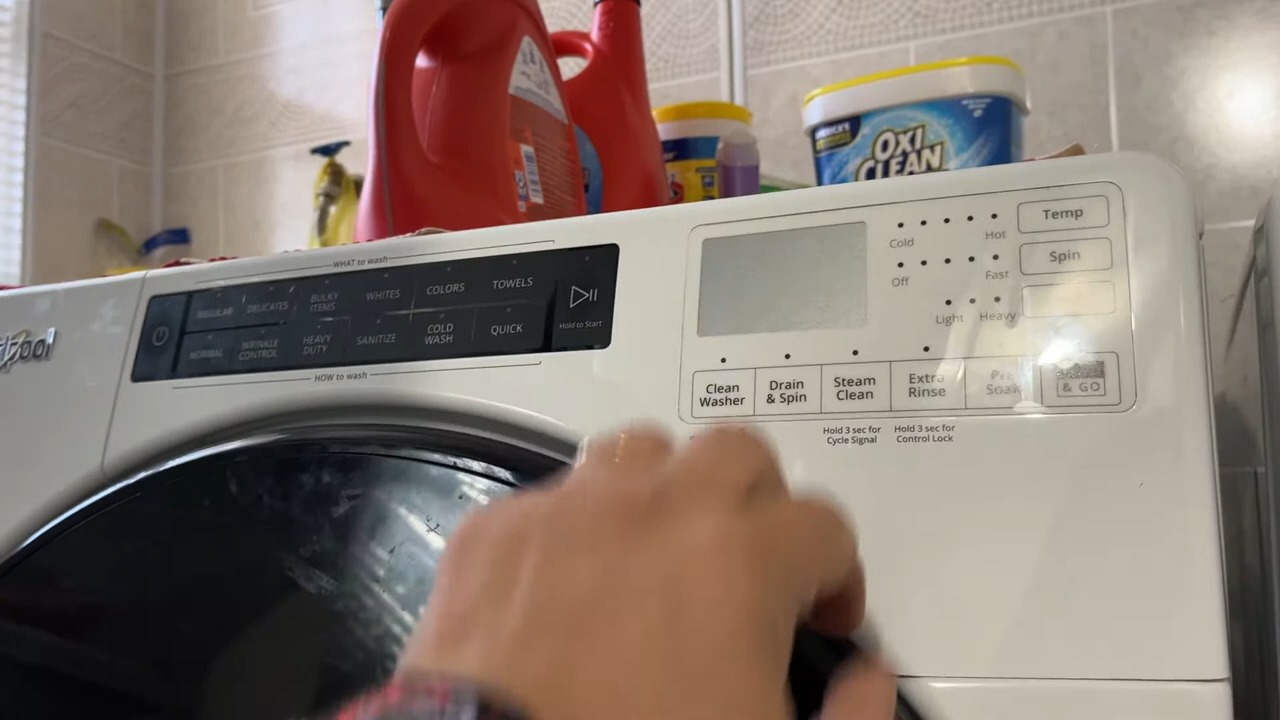 WHAT to wash
REGULAR DELICATES BULKY ITEMS WHITES COLORS TOWELS
NORMAL WRINKLE CONTROL HEAVY DUTY SANITIZE COLD WASH QUICK
Hold to Start
HOW to wash
Cold Hot Temp
Off Fast Spin
Light Heavy
Clean Washer
Drain & Spin
Steam Clean
Extra Rinse
Pre Soak
& GO
Hold 3 sec for Cycle Signal
Hold 3 sec for Control Lock
OXI
CLEAN